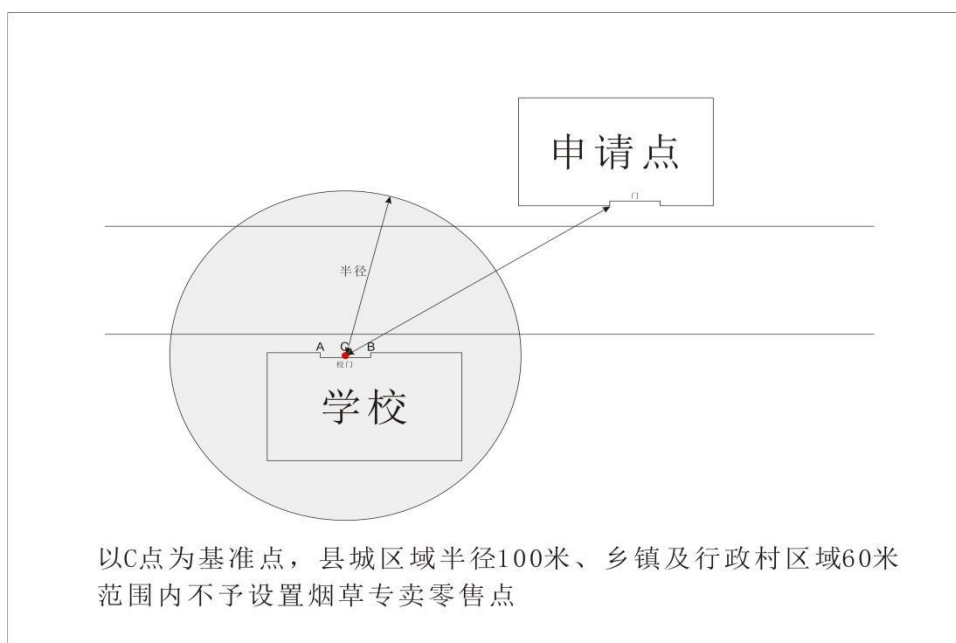 申请点
门
半径
A C B
校门
学校
以C点为基准点，县城区域半径100米、乡镇及行政村区域60米
范围内不予设置烟草专卖零售点